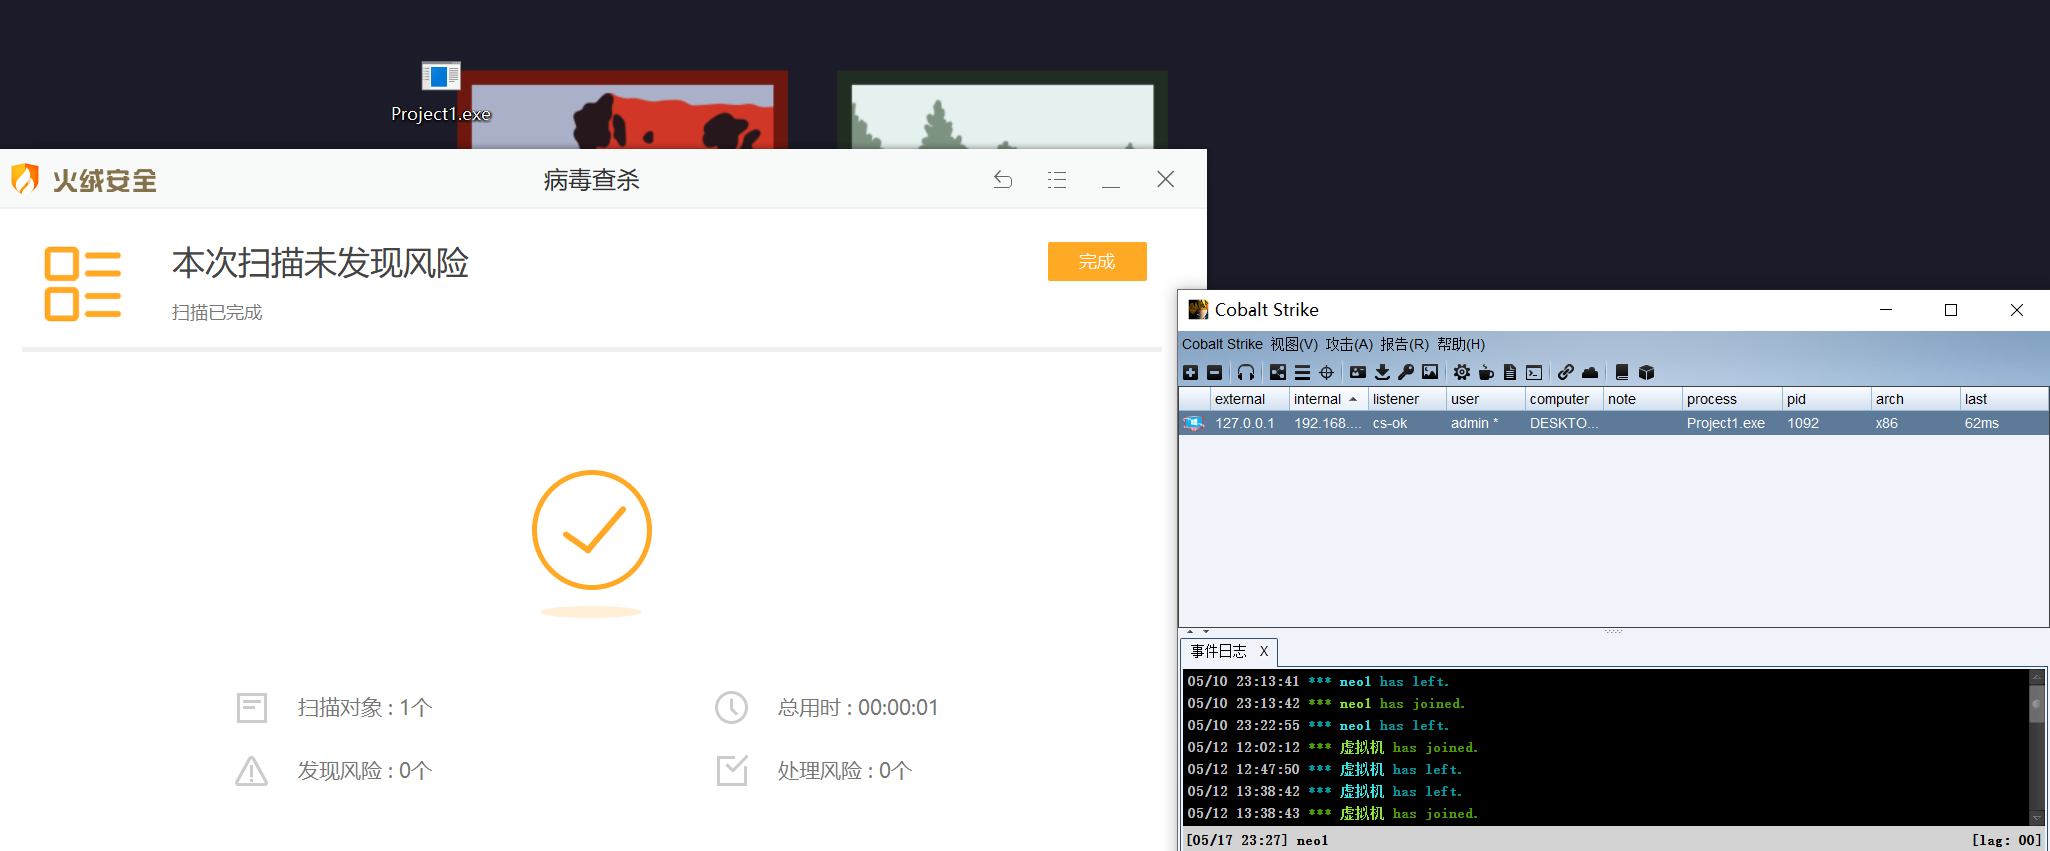 Project1.exe
火绒安全
病毒查杀
本次扫描未发现风险
完成
扫描已完成
扫描对象 : 1个
总用时 : 00:00:01
发现风险 : 0个
处理风险 : 0个
Cobalt Strike
Cobalt Strike 视图(V) 攻击(A) 报告(R) 帮助(H)
external internal listener user computer note process pid arch last
127.0.0.1 192.168.... cs-ok admin * DESKTO... Project1.exe 1092 x86 62ms
事件日志 X
05/10 23:13:41 *** neo1 has left.
05/10 23:13:42 *** neo1 has joined.
05/10 23:22:55 *** neo1 has left.
05/12 12:02:12 *** 虚拟机 has joined.
05/12 12:47:50 *** 虚拟机 has left.
05/12 13:38:42 *** 虚拟机 has left.
05/12 13:38:43 *** 虚拟机 has joined.
[05/17 23:27] neo1 [lag: 00]